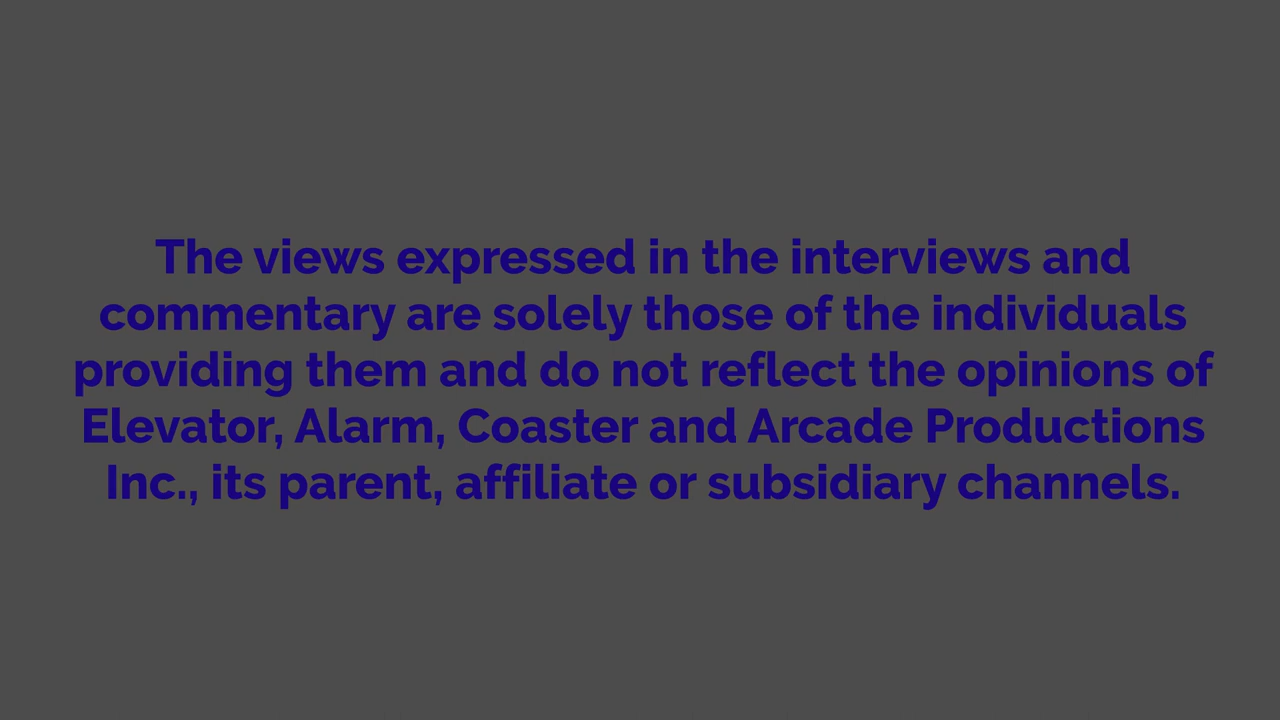 The views expressed in the interviews and
commentary are solely those of the individuals
providing them and do not reflect the opinions of
Elevator, Alarm, Coaster and Arcade Productions
Inc., its parent, affiliate or subsidiary channels.